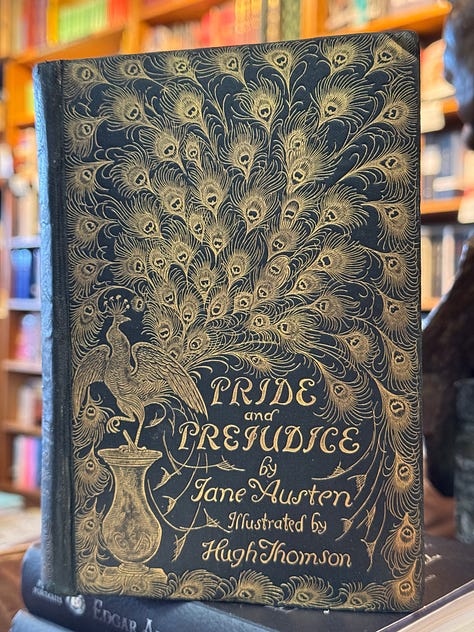 PRIDE
and
PREJUDICE
by
Jane Austen
Illustrated by
Hugh Thomson
EDGAR A